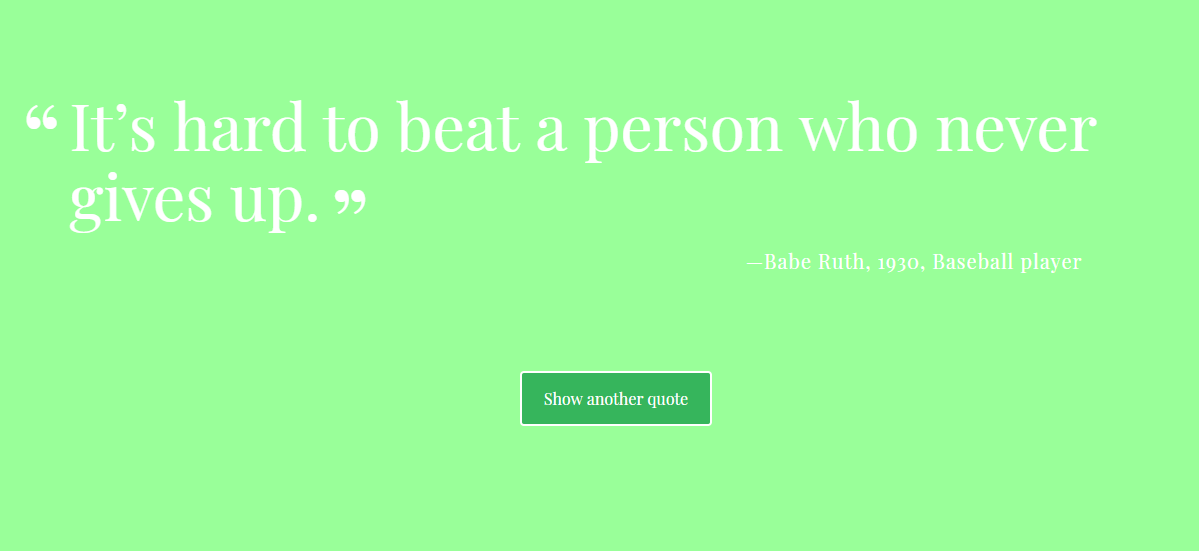 “ It’s hard to beat a person who never
gives up. ”
—Babe Ruth, 1930, Baseball player
Show another quote